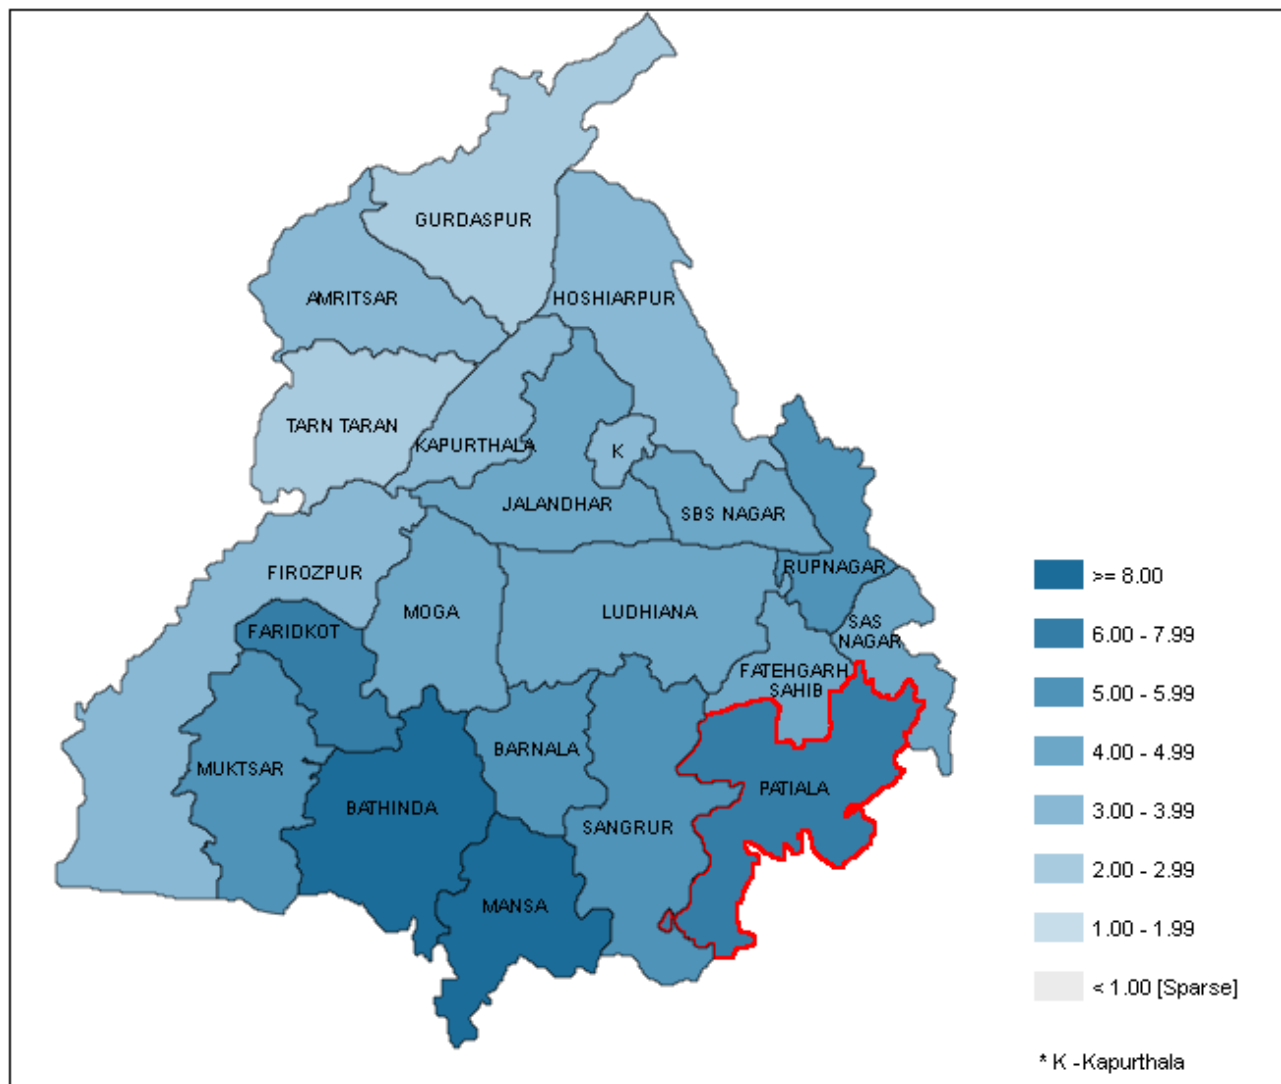 GURDASPUR
AMRITSAR
HOSHIARPUR
TARN TARAN
KAPURTHALA
K
JALANDHAR
SBS NAGAR
FIROZPUR
RUPNAGAR
MOGA
LUDHIANA
FARIDKOT
SAS
NAGAR
FATEHGARH
SAHIB
MUKTSAR
BARNALA
PATIALA
BATHINDA
SANGRUR
MANSA
>= 8.00
6.00 - 7.99
5.00 - 5.99
4.00 - 4.99
3.00 - 3.99
2.00 - 2.99
1.00 - 1.99
< 1.00 [Sparse]
* K -Kapurthala